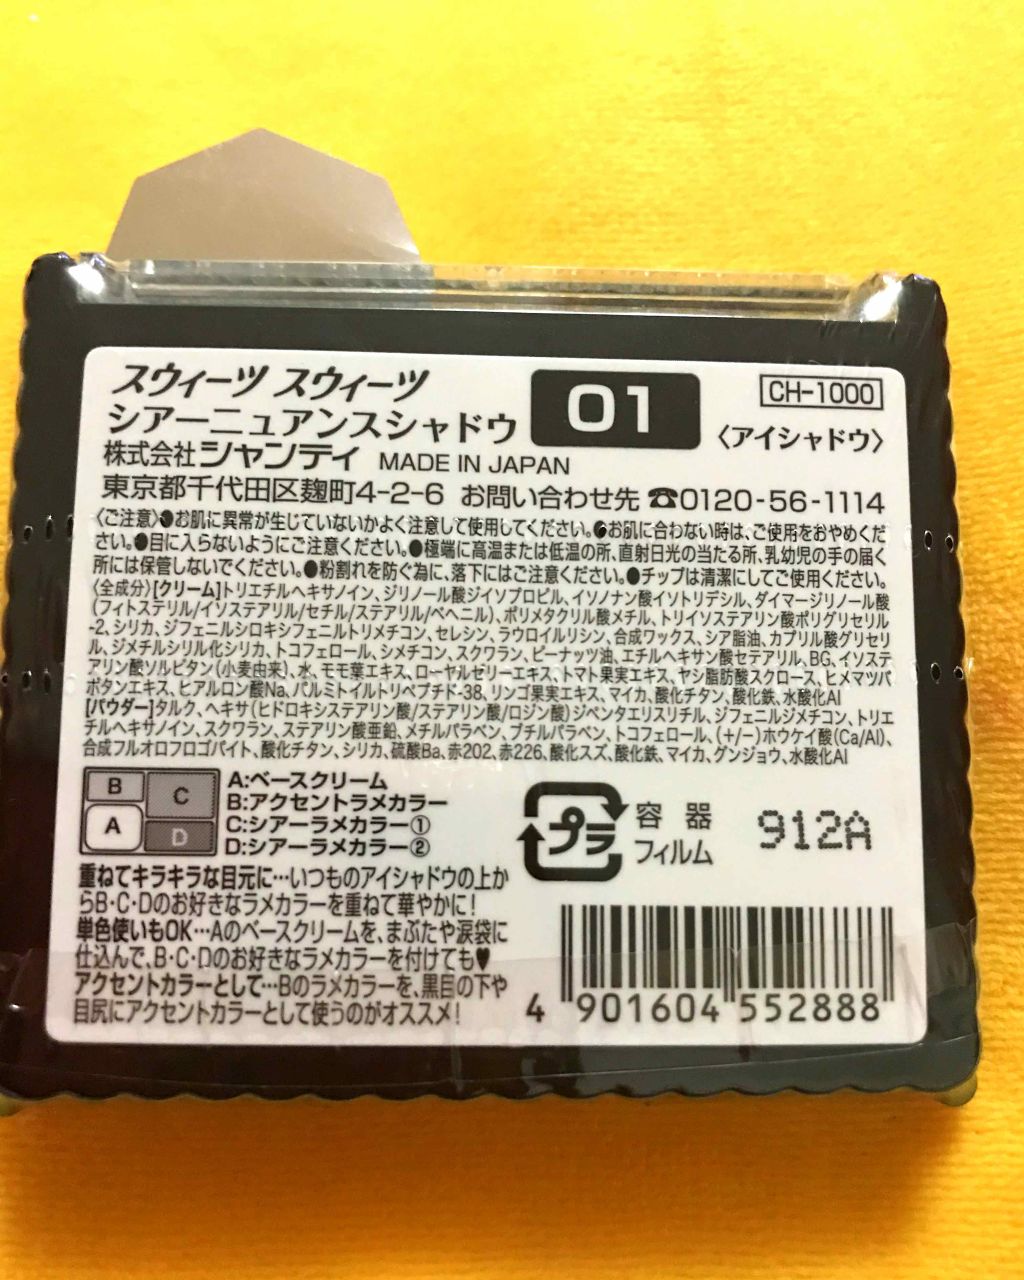 スウィーツ スウィーツ
シアーニュアンスシャドウ
01
CH-1000
〈アイシャドウ〉
株式会社シャンティ MADE IN JAPAN
東京都千代田区麹町4-2-6 お問い合わせ先 ☎0120-56-1114
〈ご注意〉●お肌に異常が生じていないかよく注意して使用してください。●お肌に合わない時は、ご使用をおやめくだ
さい。●目に入らないようにご注意ください。●極端に高温または低温の所、直射日光の当たる所、乳幼児の手の届く
所には保管しないでください。●粉割れを防ぐ為に、落下にはご注意ください。●チップは清潔にしてご使用ください。
〈全成分〉[クリーム]トリエチルヘキサノイン、ジリノール酸ジイソプロピル、イソノナン酸イソトリデシル、ダイマージリノール酸
(フィトステリル/イソステアリル/セチル/ステアリル/ベヘニル)、ポリメタクリル酸メチル、トリイソステアリン酸ポリグリセリル
-2、シリカ、ジフェニルシロキシフェニルトリメチコン、セレシン、ラウロイルリシン、合成ワックス、シア脂油、カプリル酸グリセリ
ル、ジメチルシリル化シリカ、トコフェロール、シメチコン、スクワラン、ピーナッツ油、エチルヘキサン酸セテアリル、BG、イソステ
アリン酸ソルビタン(小麦由来)、水、モモ葉エキス、ローヤルゼリーエキス、トマト果実エキス、ヤシ脂肪酸スクロース、ヒメマツバ
ボタンエキス、ヒアルロン酸Na、パルミトイルトリペプチド-38、リンゴ果実エキス、マイカ、酸化チタン、酸化鉄、水酸化Al
[パウダー]タルク、ヘキサ(ヒドロキシステアリン酸/ステアリン酸/ロジン酸)ジペンタエリスリチル、ジフェニルジメチコン、トリエ
チルヘキサノイン、スクワラン、ステアリン酸亜鉛、メチルパラベン、ブチルパラベン、トコフェロール、(+/−)ホウケイ酸(Ca/Al)、
合成フルオロフロゴパイト、酸化チタン、シリカ、硫酸Ba、赤202、赤226、酸化スズ、酸化鉄、マイカ、グンジョウ、水酸化Al
B
C
A
D
A:ベースクリーム
B:アクセントラメカラー
C:シアーラメカラー①
D:シアーラメカラー②
プラ
容器
フィルム
912A
重ねてキラキラな目元に…いつものアイシャドウの上か
らB・C・Dのお好きなラメカラーを重ねて華やかに!
単色使いもOK…Aのベースクリームを、まぶたや涙袋に
仕込んで、B・C・Dのお好きなラメカラーを付けても♥
アクセントカラーとして…Bのラメカラーを、黒目の下や
目尻にアクセントカラーとして使うのがオススメ!
4 901604 552888